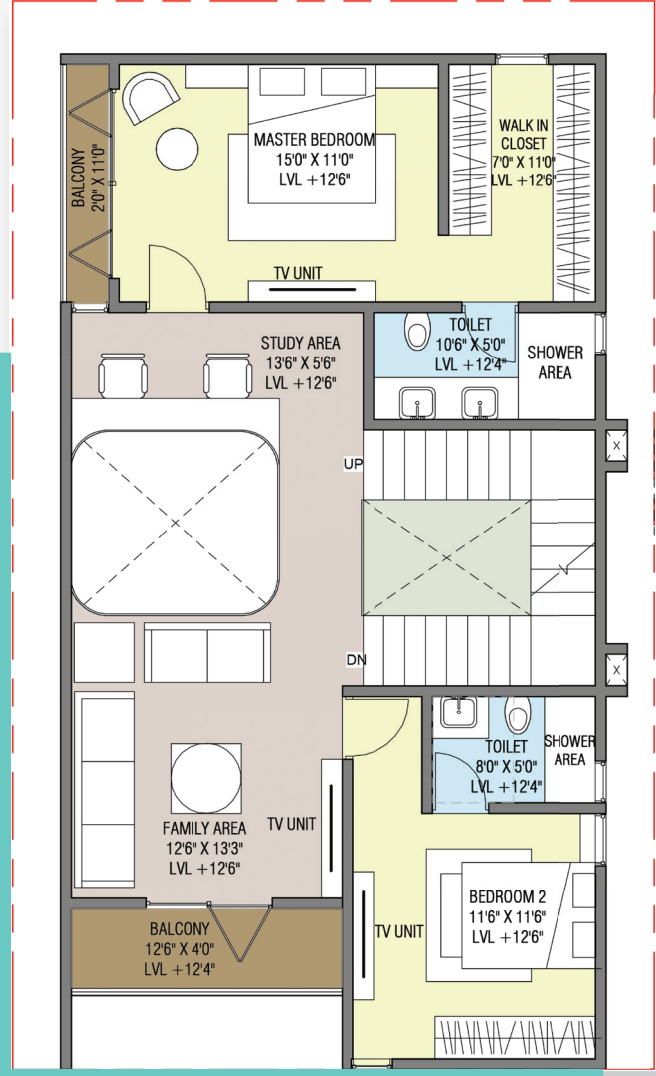 MASTER BEDROOM
15'0" X 11'0"
LVL +12'6"
WALK IN
CLOSET
7'0" X 11'0"
LVL +12'6"
BALCONY
2'0" X 11'0"
TV UNIT
STUDY AREA
13'6" X 5'6"
LVL +12'6"
TOILET
10'6" X 5'0"
LVL +12'4"
SHOWER
AREA
UP
DN
TOILET
8'0" X 5'0"
LVL +12'4"
SHOWER
AREA
FAMILY AREA
12'6" X 13'3"
LVL +12'6"
TV UNIT
BEDROOM 2
11'6" X 11'6"
LVL +12'6"
TV UNIT
BALCONY
12'6" X 4'0"
LVL +12'4"